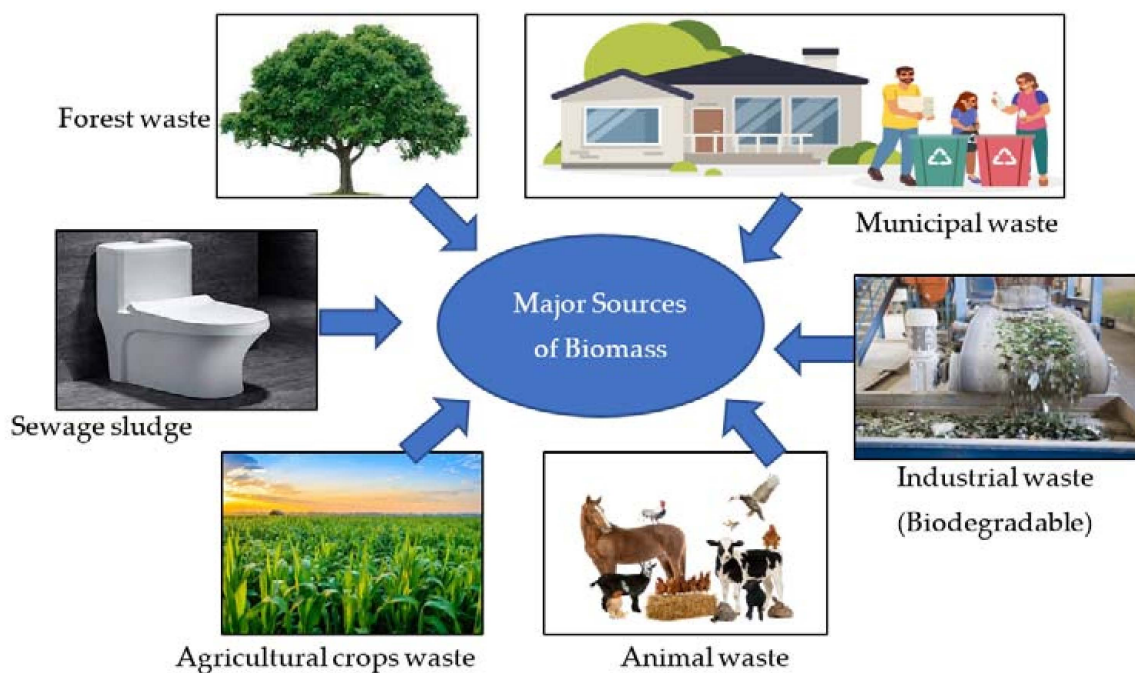 Forest waste
Municipal waste
Major Sources
of Biomass
Sewage sludge
Industrial waste
(Biodegradable)
Agricultural crops waste
Animal waste